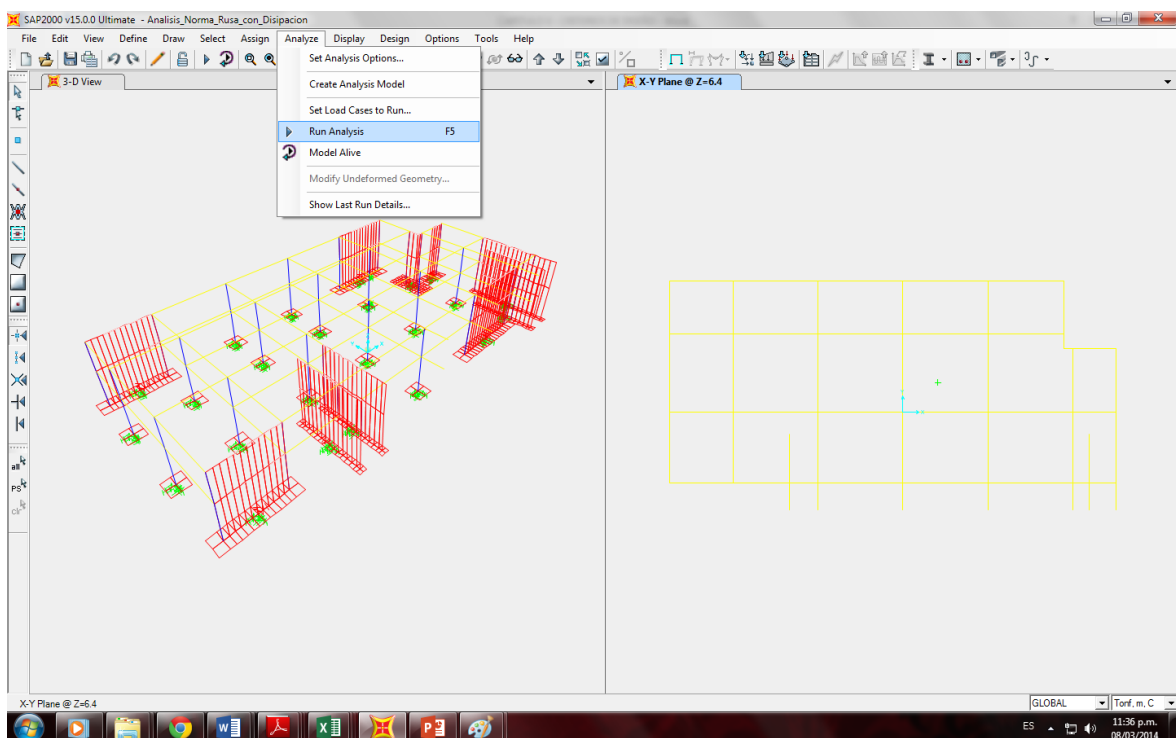 SAP2000 v15.0.0 Ultimate - Analisis_Norma_Rusa_con_Disipacion
File Edit View Define Draw Select Assign Analyze Display Design Options Tools Help
3-D View
X-Y Plane @ Z=6.4
Set Analysis Options...
Create Analysis Model
Set Load Cases to Run...
Run Analysis F5
Model Alive
Modify Undeformed Geometry...
Show Last Run Details...
all
PS
clr
X-Y Plane @ Z=6.4
GLOBAL
Tonf, m, C
ES
11:36 p.m.
08/03/2014